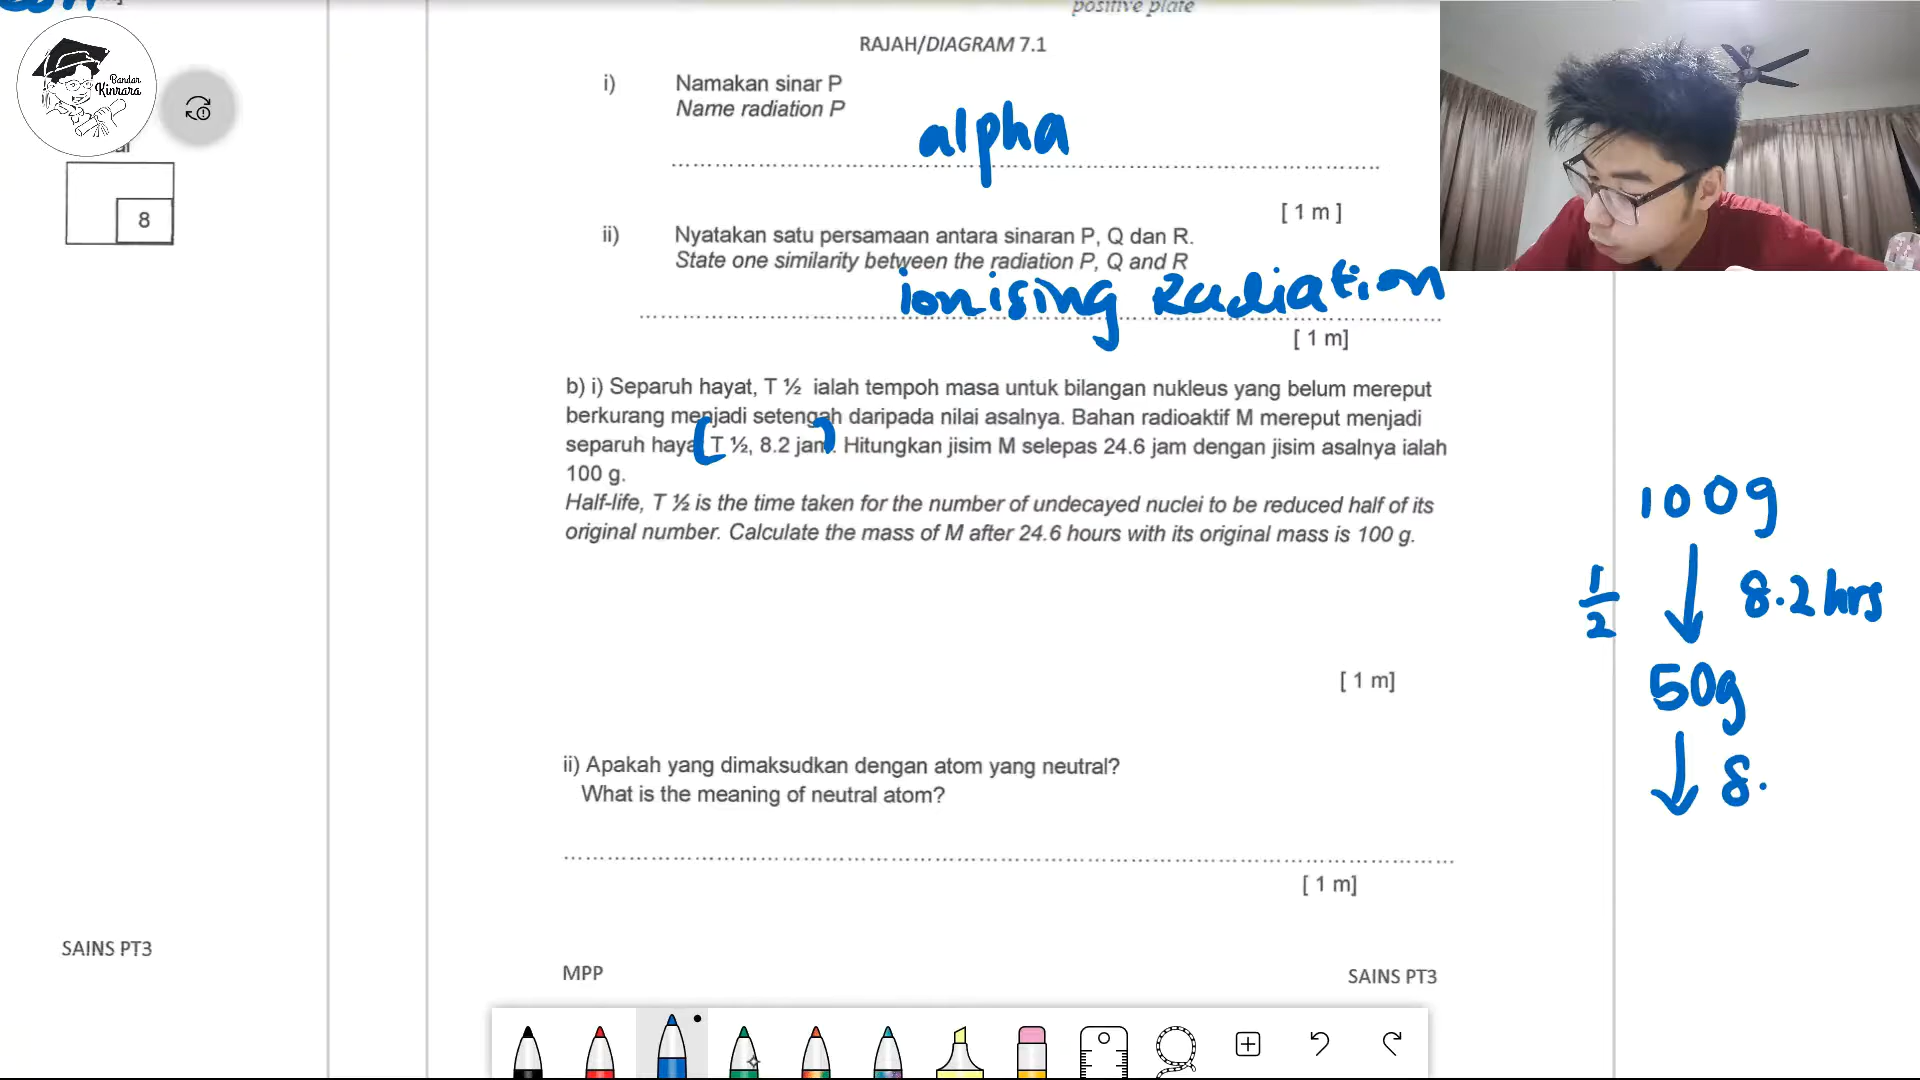 positive plate
RAJAH/DIAGRAM 7.1
Bandar
Kinrara
8
i) Namakan sinar P
Name radiation P
alpha
[ 1 m ]
ii) Nyatakan satu persamaan antara sinaran P, Q dan R.
State one similarity between the radiation P, Q and R
ionising Radiation
[ 1 m]
b) i) Separuh hayat, T ½ ialah tempoh masa untuk bilangan nukleus yang belum mereput
berkurang menjadi setengah daripada nilai asalnya. Bahan radioaktif M mereput menjadi
separuh haya (T ½, 8.2 jam). Hitungkan jisim M selepas 24.6 jam dengan jisim asalnya ialah
100 g.
Half-life, T ½ is the time taken for the number of undecayed nuclei to be reduced half of its
original number. Calculate the mass of M after 24.6 hours with its original mass is 100 g.
100g
1/2 ↓ 8.2hrs
50g
↓ 8.
[ 1 m]
ii) Apakah yang dimaksudkan dengan atom yang neutral?
What is the meaning of neutral atom?
[ 1 m]
SAINS PT3
MPP
SAINS PT3